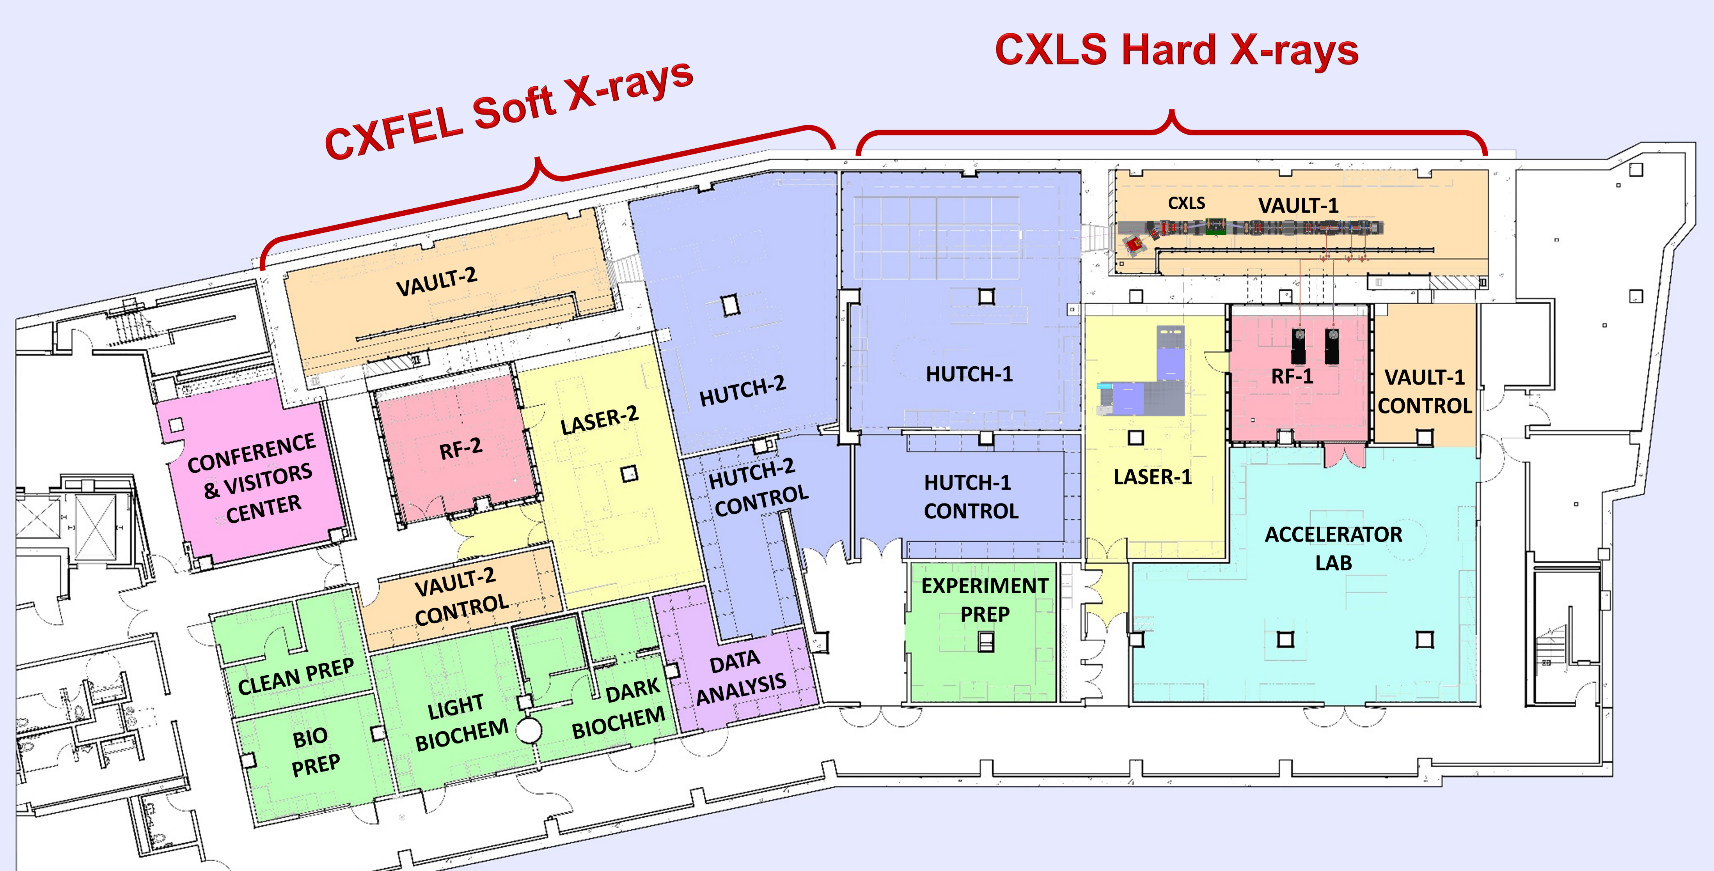 CXFEL Soft X-rays
CXLS Hard X-rays
VAULT-2
HUTCH-2
HUTCH-1
CXLS
VAULT-1
CONFERENCE
& VISITORS
CENTER
RF-2
LASER-2
HUTCH-2
CONTROL
HUTCH-1
CONTROL
LASER-1
RF-1
VAULT-1
CONTROL
ACCELERATOR
LAB
VAULT-2
CONTROL
EXPERIMENT
PREP
CLEAN PREP
BIO
PREP
LIGHT
BIOCHEM
DARK
BIOCHEM
DATA
ANALYSIS